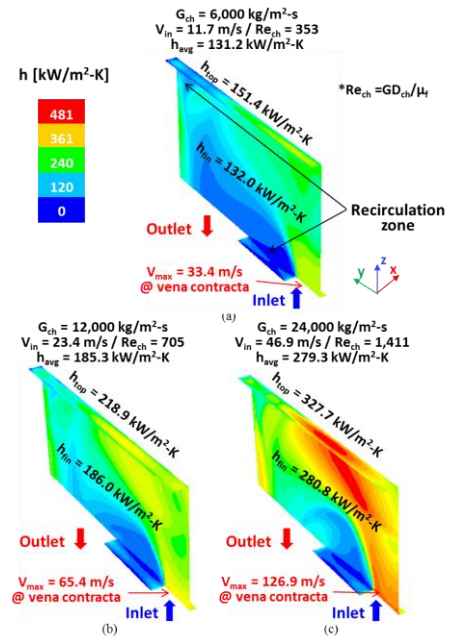 G_ch = 6,000 kg/m²-s
V_in = 11.7 m/s / Re_ch = 353
h_avg = 131.2 kW/m²-K
h [kW/m²-K]
481
361
240
120
0
h_top = 151.4 kW/m²-K
*Re_ch =GD_ch/μ_f
h_fin = 132.0 kW/m²-K
Recirculation
zone
Outlet
V_max = 33.4 m/s
@ vena contracta
Inlet
y
z
x
(a)
G_ch = 12,000 kg/m²-s
V_in = 23.4 m/s / Re_ch = 705
h_avg = 185.3 kW/m²-K
h_top = 218.9 kW/m²-K
h_fin = 186.0 kW/m²-K
Outlet
V_max = 65.4 m/s
@ vena contracta
Inlet
(b)
G_ch = 24,000 kg/m²-s
V_in = 46.9 m/s / Re_ch = 1,411
h_avg = 279.3 kW/m²-K
h_top = 327.7 kW/m²-K
h_fin = 280.8 kW/m²-K
Outlet
V_max = 126.9 m/s
@ vena contracta
Inlet
(c)